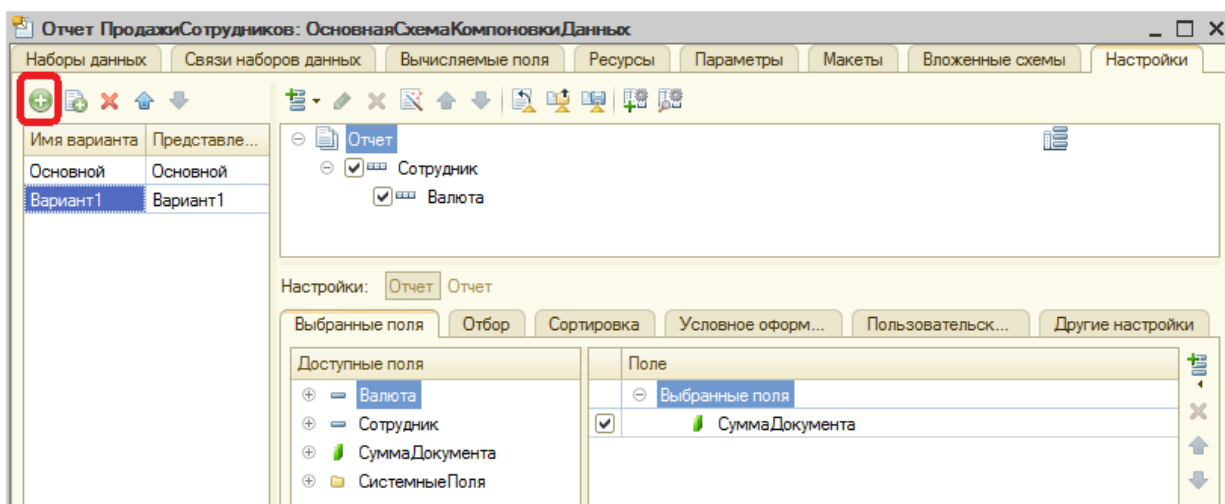 Отчет ПродажиСотрудников: ОсновнаяСхемаКомпоновкиДанных
Наборы данных Связи наборов данных Вычисляемые поля Ресурсы Параметры Макеты Вложенные схемы Настройки
Имя варианта Представле...
Основной Основной
Вариант1 Вариант1
Отчет
Сотрудник
Валюта
Настройки: Отчет Отчет
Выбранные поля Отбор Сортировка Условное оформ... Пользовательск... Другие настройки
Доступные поля Поле
Валюта Выбранные поля
Сотрудник СуммаДокумента
СуммаДокумента
СистемныеПоля